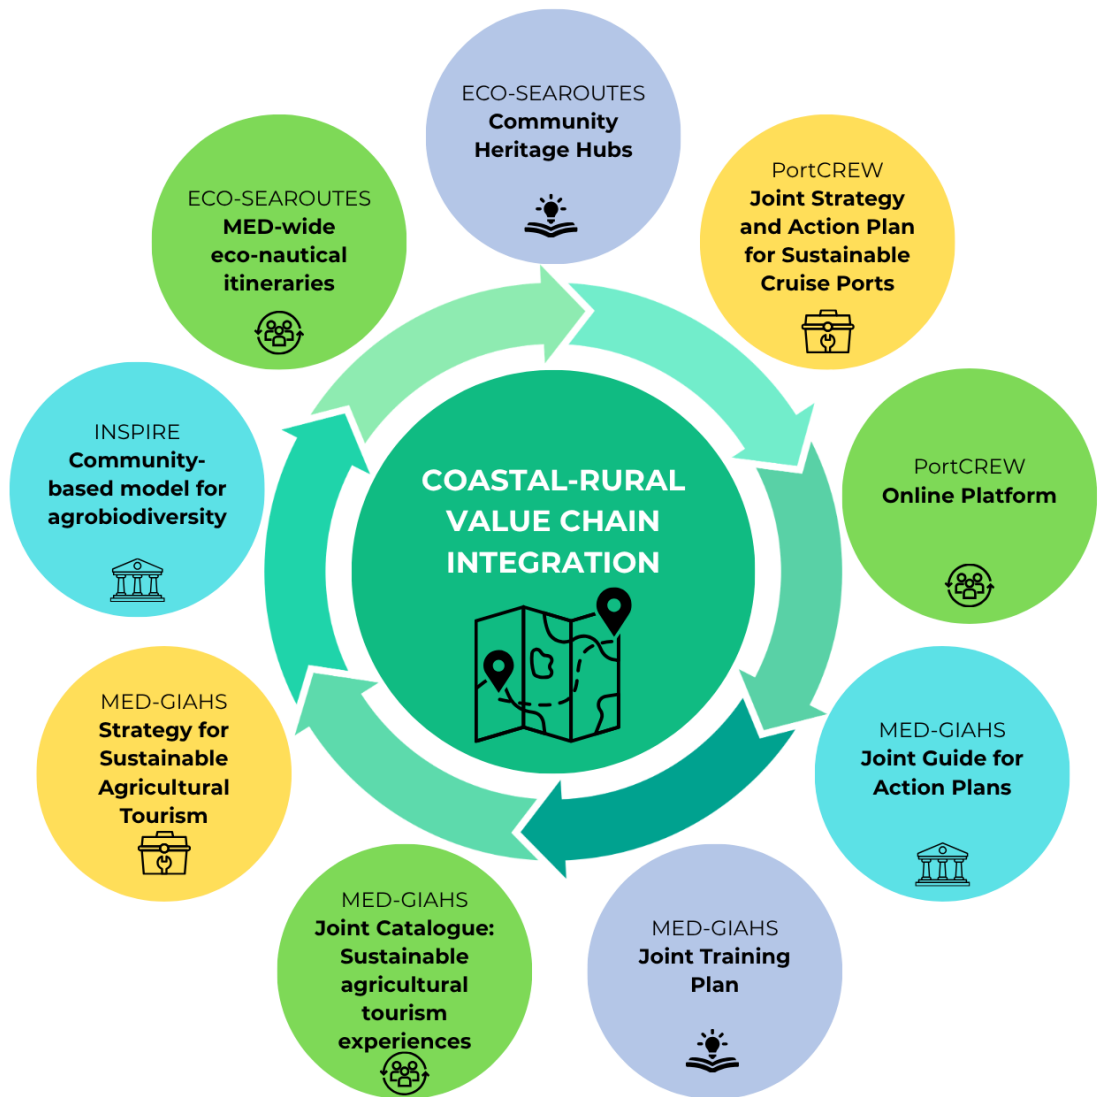 ECO-SEAROUTES
Community
Heritage Hubs
PortCREW
Joint Strategy
and Action Plan
for Sustainable
Cruise Ports
PortCREW
Online Platform
MED-GIAHS
Joint Guide for
Action Plans
MED-GIAHS
Joint Training
Plan
MED-GIAHS
Joint Catalogue:
Sustainable
agricultural
tourism
experiences
MED-GIAHS
Strategy for
Sustainable
Agricultural
Tourism
INSPIRE
Community-
based model for
agrobiodiversity
ECO-SEAROUTES
MED-wide
eco-nautical
itineraries
COASTAL-RURAL
VALUE CHAIN
INTEGRATION